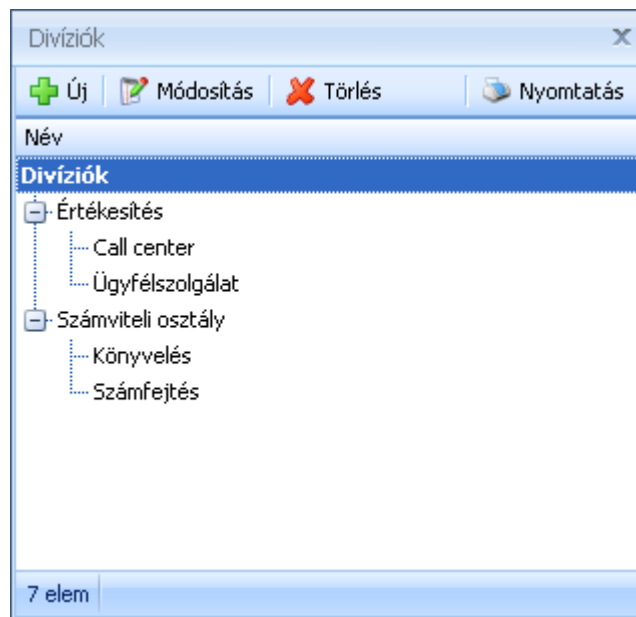 Divíziók
Új Módosítás Törlés Nyomtatás
Név
Divíziók
Értékesítés
Call center
Ügyfélszolgálat
Számviteli osztály
Könyvelés
Számfejtés
7 elem